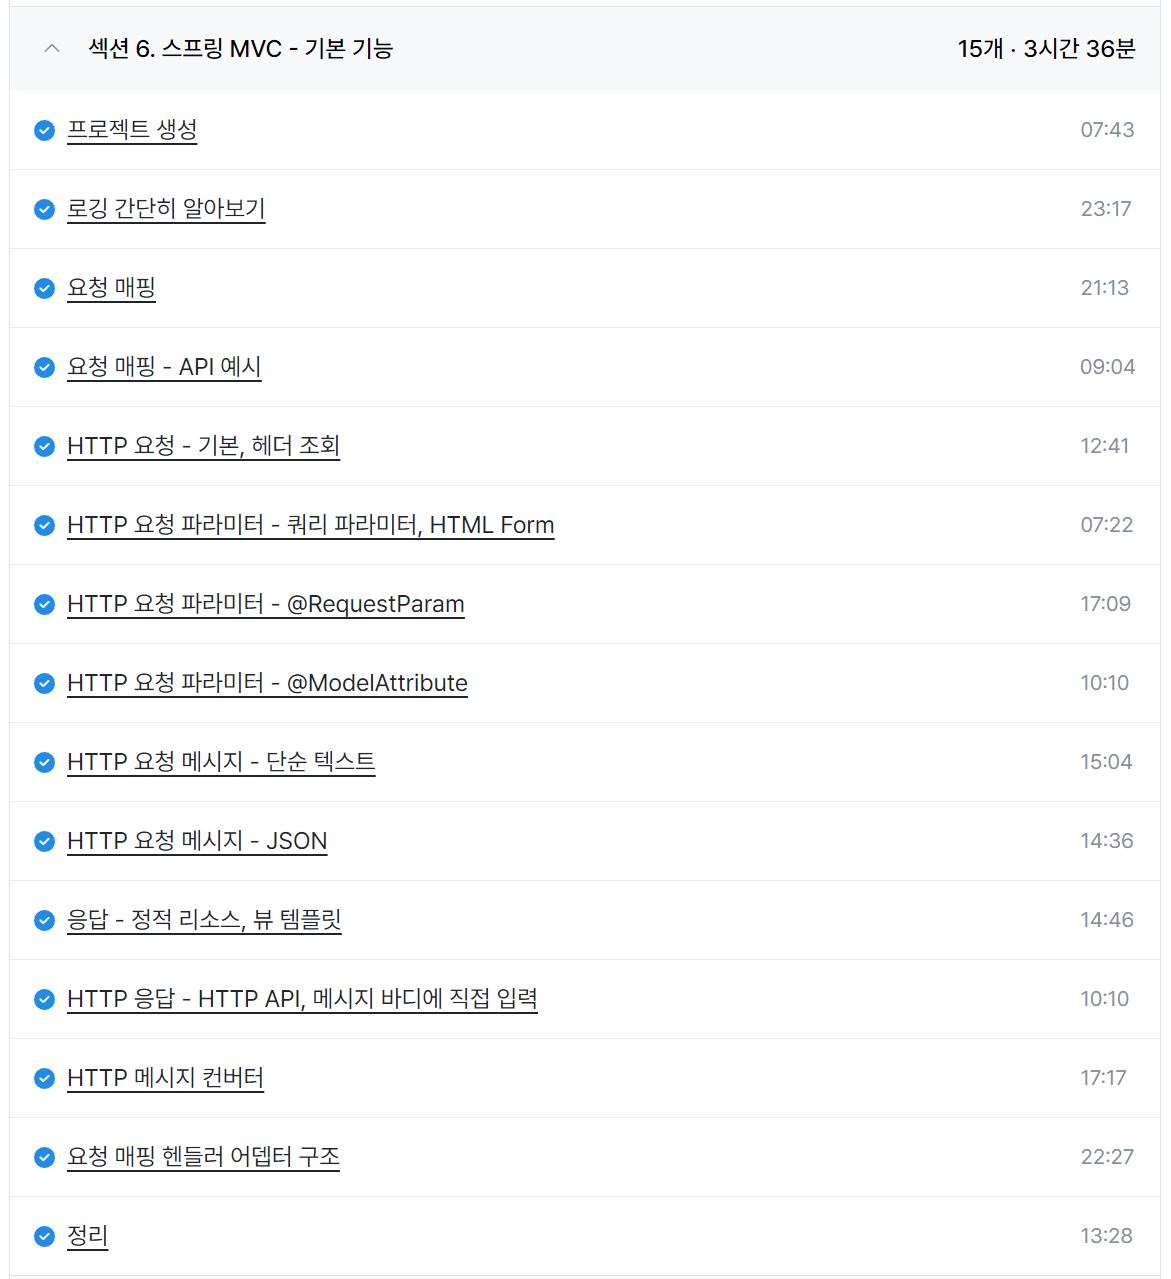 섹션 6. 스프링 MVC - 기본 기능 15개 · 3시간 36분
프로젝트 생성 07:43
로깅 간단히 알아보기 23:17
요청 매핑 21:13
요청 매핑 - API 예시 09:04
HTTP 요청 - 기본, 헤더 조회 12:41
HTTP 요청 파라미터 - 쿼리 파라미터, HTML Form 07:22
HTTP 요청 파라미터 - @RequestParam 17:09
HTTP 요청 파라미터 - @ModelAttribute 10:10
HTTP 요청 메시지 - 단순 텍스트 15:04
HTTP 요청 메시지 - JSON 14:36
응답 - 정적 리소스, 뷰 템플릿 14:46
HTTP 응답 - HTTP API, 메시지 바디에 직접 입력 10:10
HTTP 메시지 컨버터 17:17
요청 매핑 헨들러 어뎁터 구조 22:27
정리 13:28